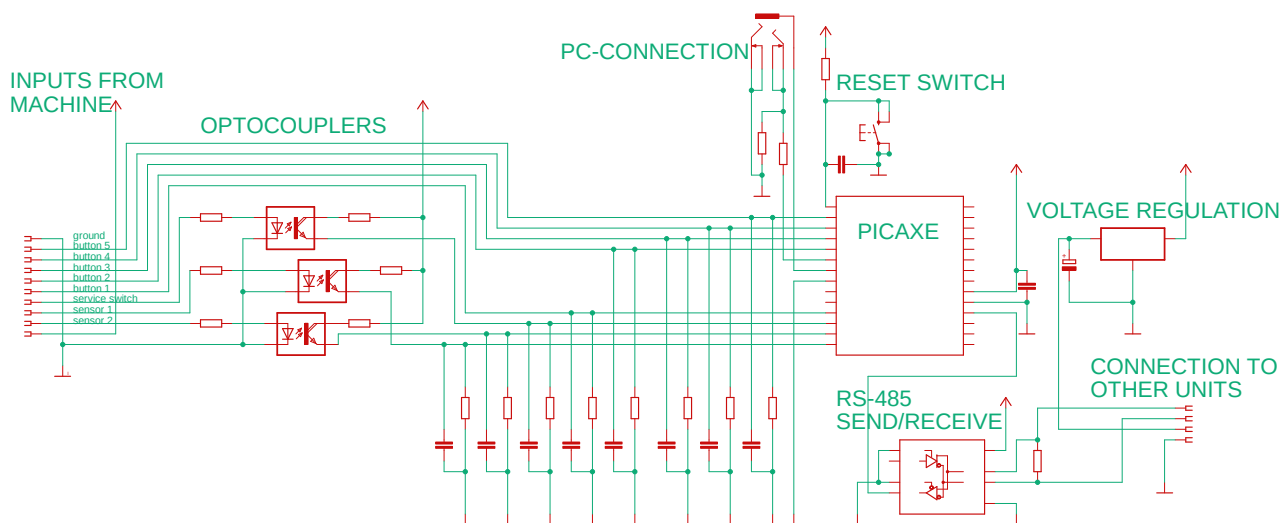 PC-CONNECTION
RESET SWITCH
INPUTS FROM
MACHINE
OPTOCOUPLERS
VOLTAGE REGULATION
PICAXE
ground
button 5
button 4
button 3
button 2
button 1
service switch
sensor 1
sensor 2
CONNECTION TO
OTHER UNITS
RS-485
SEND/RECEIVE